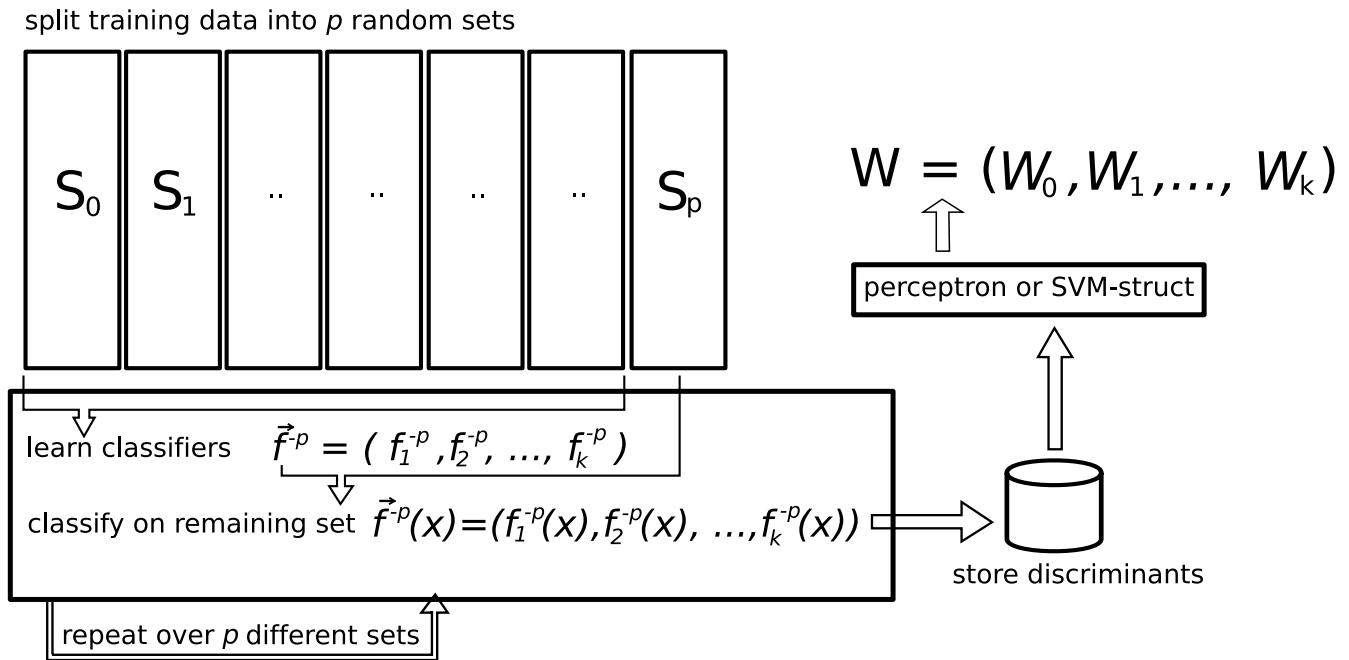 split training data into p random sets
S₀ S₁ .. .. .. .. Sₚ
W = (W₀,W₁,..., Wₖ)
perceptron or SVM-struct
learn classifiers f⃗⁻ᵖ = ( f₁⁻ᵖ ,f₂⁻ᵖ, ..., fₖ⁻ᵖ )
classify on remaining set f⃗⁻ᵖ(x)=(f₁⁻ᵖ(x),f₂⁻ᵖ(x), ...,fₖ⁻ᵖ(x))
store discriminants
repeat over p different sets